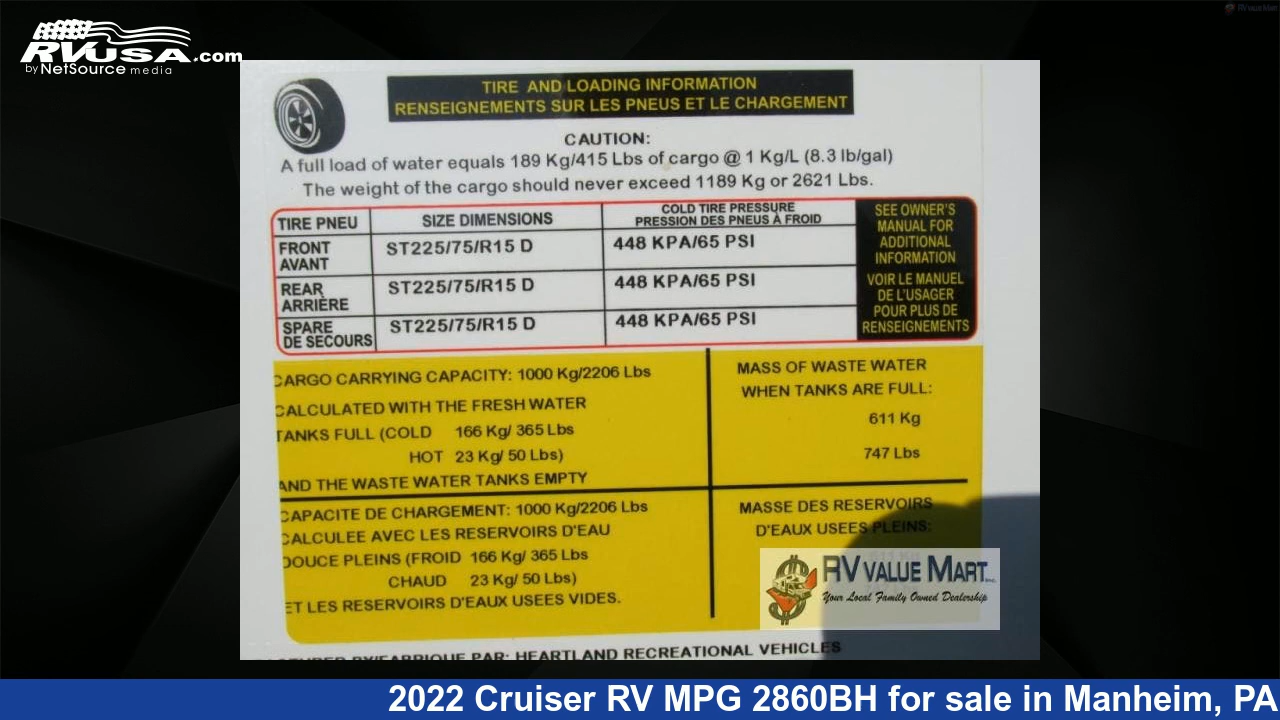 RVUSA.com
by NetSource media
TIRE AND LOADING INFORMATION
RENSEIGNEMENTS SUR LES PNEUS ET LE CHARGEMENT
CAUTION:
A full load of water equals 189 Kg/415 Lbs of cargo @ 1 Kg/L (8.3 lb/gal)
The weight of the cargo should never exceed 1189 Kg or 2621 Lbs.
TIRE PNEU
SIZE DIMENSIONS
COLD TIRE PRESSURE
PRESSION DES PNEUS À FROID
FRONT
AVANT
ST225/75/R15 D
448 KPA/65 PSI
REAR
ARRIÈRE
ST225/75/R15 D
448 KPA/65 PSI
SPARE
DE SECOURS
ST225/75/R15 D
448 KPA/65 PSI
SEE OWNER'S
MANUAL FOR
ADDITIONAL
INFORMATION
VOIR LE MANUEL
DE L'USAGER
POUR PLUS DE
RENSEIGNEMENTS
CARGO CARRYING CAPACITY: 1000 Kg/2206 Lbs
CALCULATED WITH THE FRESH WATER
TANKS FULL (COLD 166 Kg/ 365 Lbs
HOT 23 Kg/ 50 Lbs)
AND THE WASTE WATER TANKS EMPTY
MASS OF WASTE WATER
WHEN TANKS ARE FULL:
611 Kg
747 Lbs
CAPACITE DE CHARGEMENT: 1000 Kg/2206 Lbs
CALCULEE AVEC LES RESERVOIRS D'EAU
DOUCE PLEINS (FROID 166 Kg/ 365 Lbs
CHAUD 23 Kg/ 50 Lbs)
ET LES RESERVOIRS D'EAUX USEES VIDES.
MASSE DES RESERVOIRS
D'EAUX USEES PLEINS:
RV VALUE MART Inc.
Your Local Family Owned Dealership
BY/FABRIQUE PAR: HEARTLAND RECREATIONAL VEHICLES
2022 Cruiser RV MPG 2860BH for sale in Manheim, PA